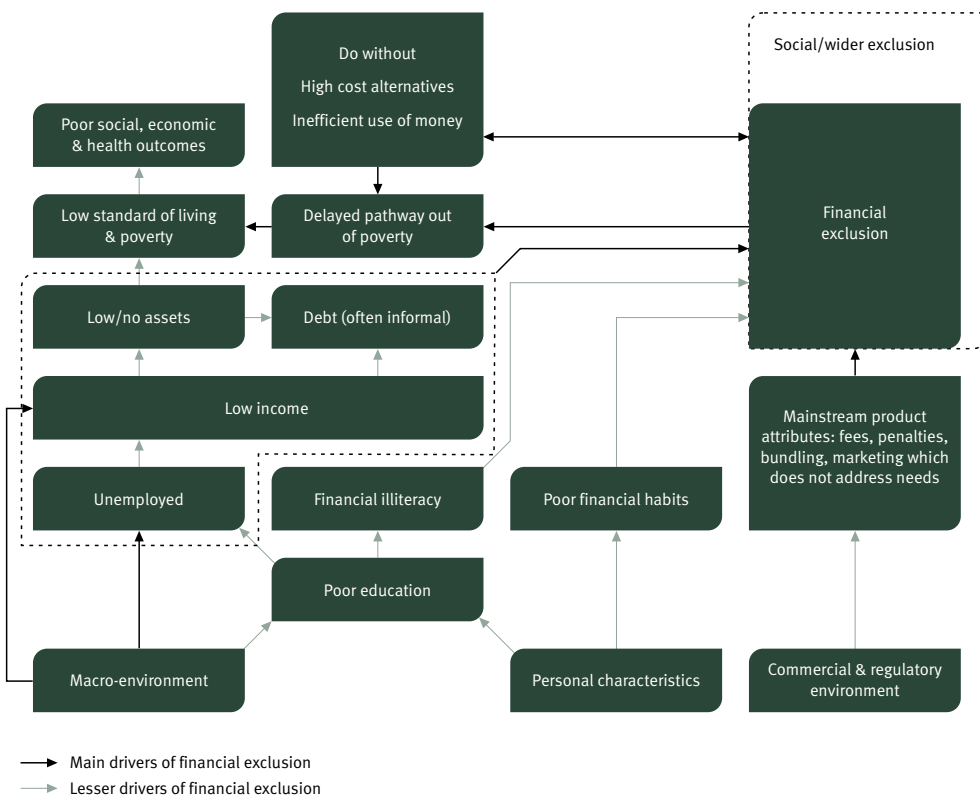 Do without
High cost alternatives
Inefficient use of money
Social/wider exclusion
Poor social, economic
& health outcomes
Low standard of living
& poverty
Delayed pathway out
of poverty
Financial
exclusion
Low/no assets
Debt (often informal)
Low income
Mainstream product
attributes: fees, penalties,
bundling, marketing which
does not address needs
Unemployed
Financial illiteracy
Poor financial habits
Poor education
Macro-environment
Personal characteristics
Commercial & regulatory
environment
Main drivers of financial exclusion
Lesser drivers of financial exclusion